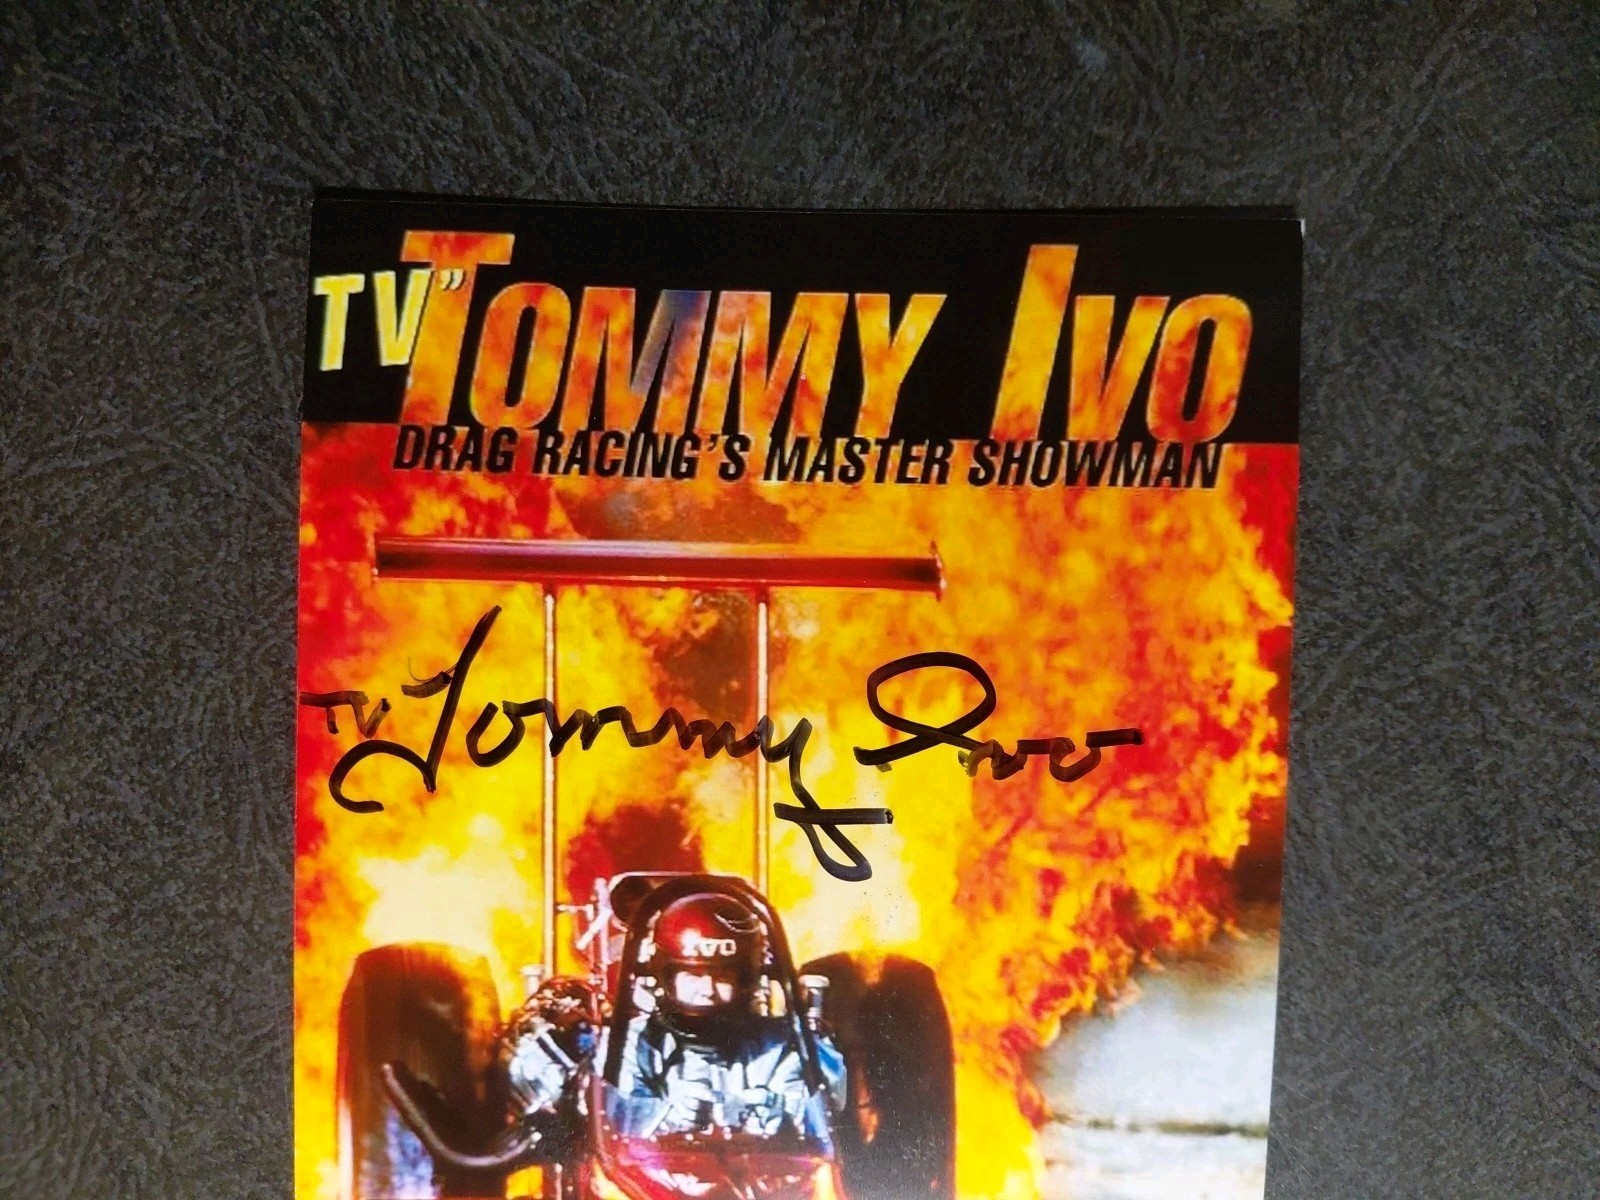 TV" TOMMY IVO
DRAG RACING'S MASTER SHOWMAN
TV Tommy Ivo
IVO